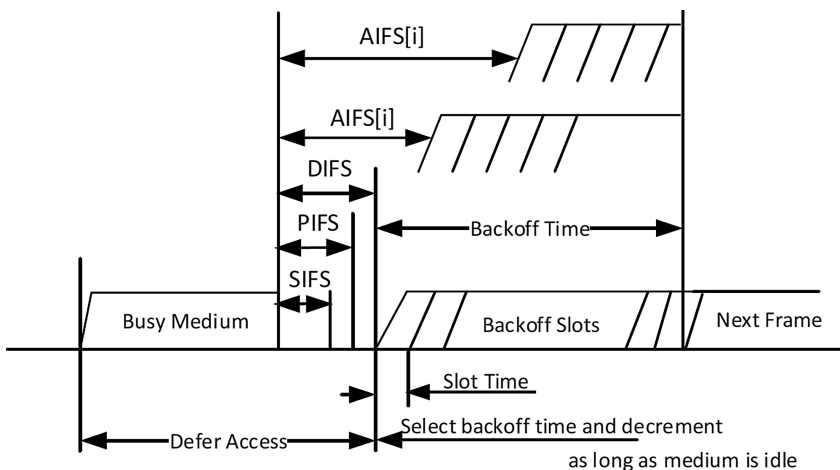 AIFS[i]
AIFS[i]
DIFS
PIFS
Backoff Time
SIFS
Busy Medium
Backoff Slots
Next Frame
Slot Time
Defer Access
Select backoff time and decrement
as long as medium is idle